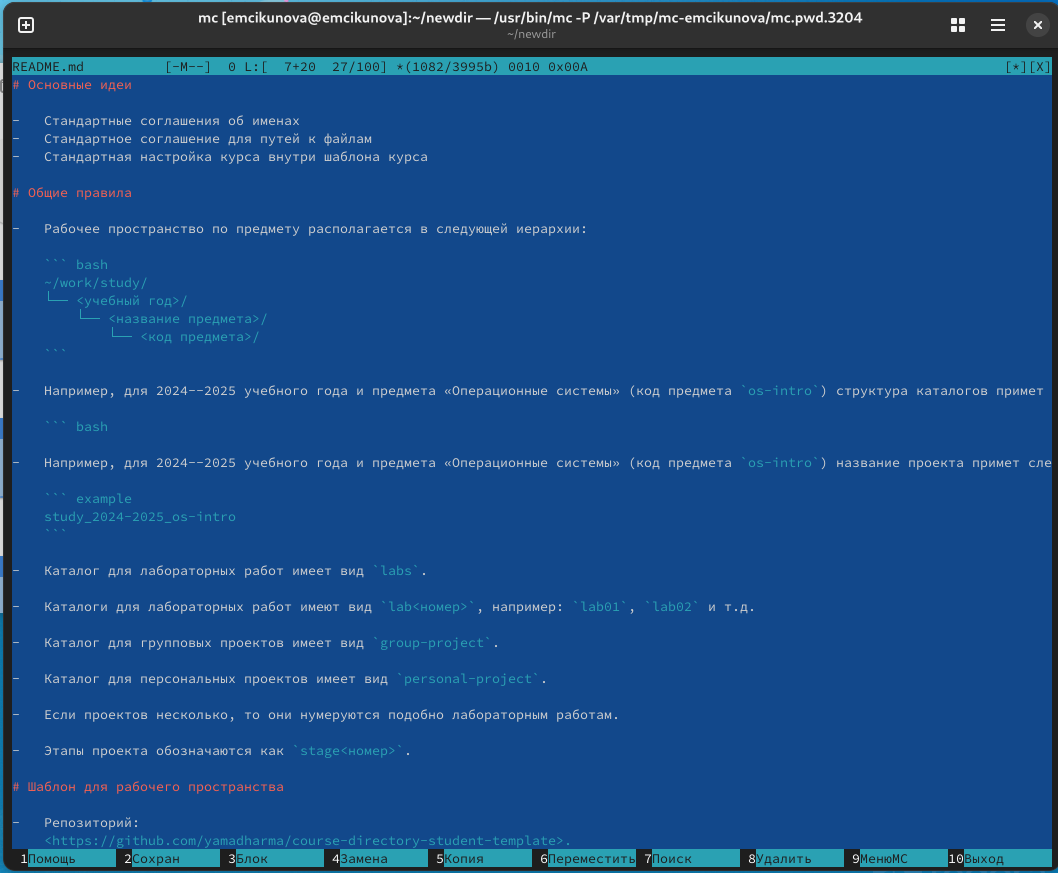 mc [emcikunova@emcikunova]:~/newdir — /usr/bin/mc -P /var/tmp/mc-emcikunova/mc.pwd.3204
~/newdir
README.md [-M--] 0 L:[ 7+20 27/100] *(1082/3995b) 0010 0x00A [*][X]
# Основные идеи
- Стандартные соглашения об именах
- Стандартное соглашение для путей к файлам
- Стандартная настройка курса внутри шаблона курса
# Общие правила
- Рабочее пространство по предмету располагается в следующей иерархии:
``` bash
~/work/study/
└── <учебный год>/
└── <название предмета>/
└── <код предмета>/
```
- Например, для 2024--2025 учебного года и предмета «Операционные системы» (код предмета `os-intro`) структура каталогов примет
``` bash
- Например, для 2024--2025 учебного года и предмета «Операционные системы» (код предмета `os-intro`) название проекта примет сле
``` example
study_2024-2025_os-intro
```
- Каталог для лабораторных работ имеет вид `labs`.
- Каталоги для лабораторных работ имеют вид `lab<номер>`, например: `lab01`, `lab02` и т.д.
- Каталог для групповых проектов имеет вид `group-project`.
- Каталог для персональных проектов имеет вид `personal-project`.
- Если проектов несколько, то они нумеруются подобно лабораторным работам.
- Этапы проекта обозначаются как `stage<номер>`.
# Шаблон для рабочего пространства
- Репозиторий:
<https://github.com/yamadharma/course-directory-student-template>.
1Помощь 2Сохран 3Блок 4Замена 5Копия 6Переместить 7Поиск 8Удалить 9МенюMC 10Выход